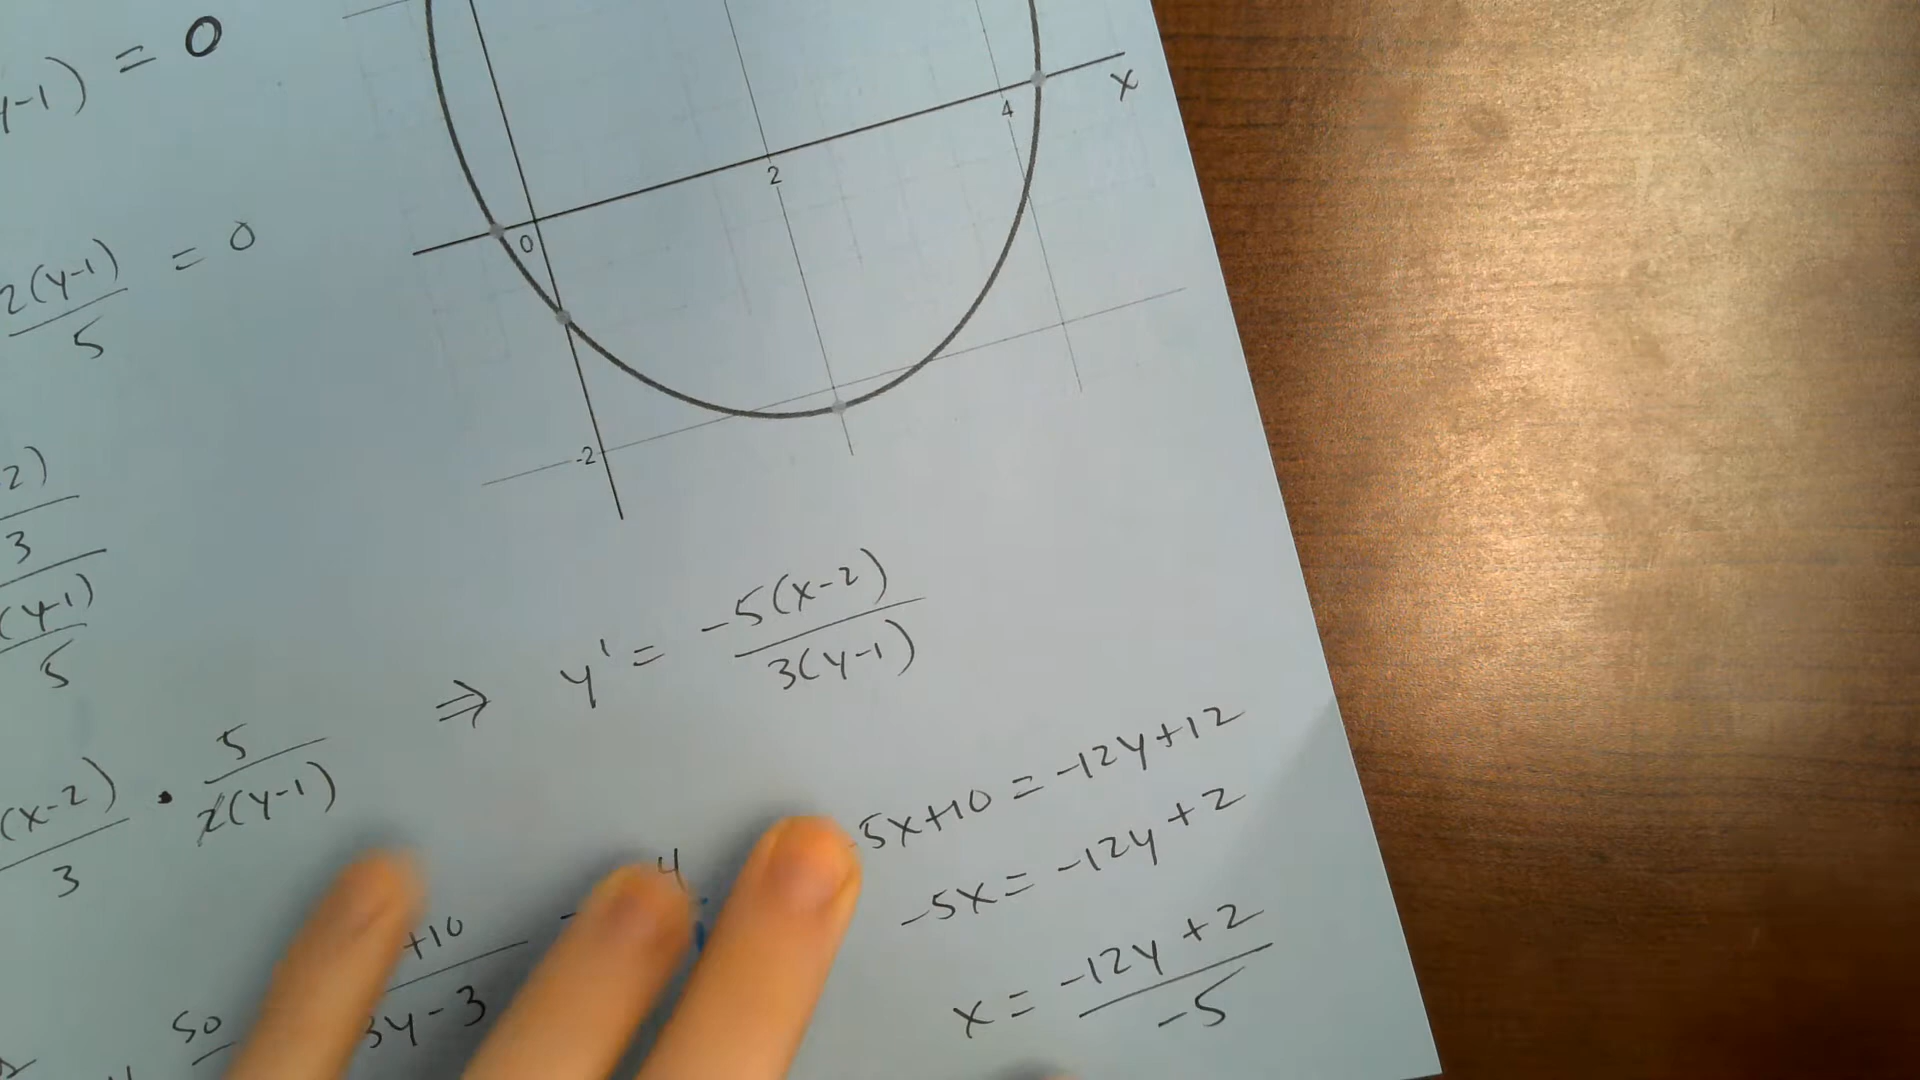 y-1) = 0
x
4
2
0
-2
2(y-1)/5 = 0
2)
3
(y-1)
5
⇒ y' = -5(x-2)/3(y-1)
(x-2)/3 · 5/2(y-1)
-5x+10 = -12y+12
-5x = -12y+2
x = -12y+2/-5
+10/3y-3
4
so